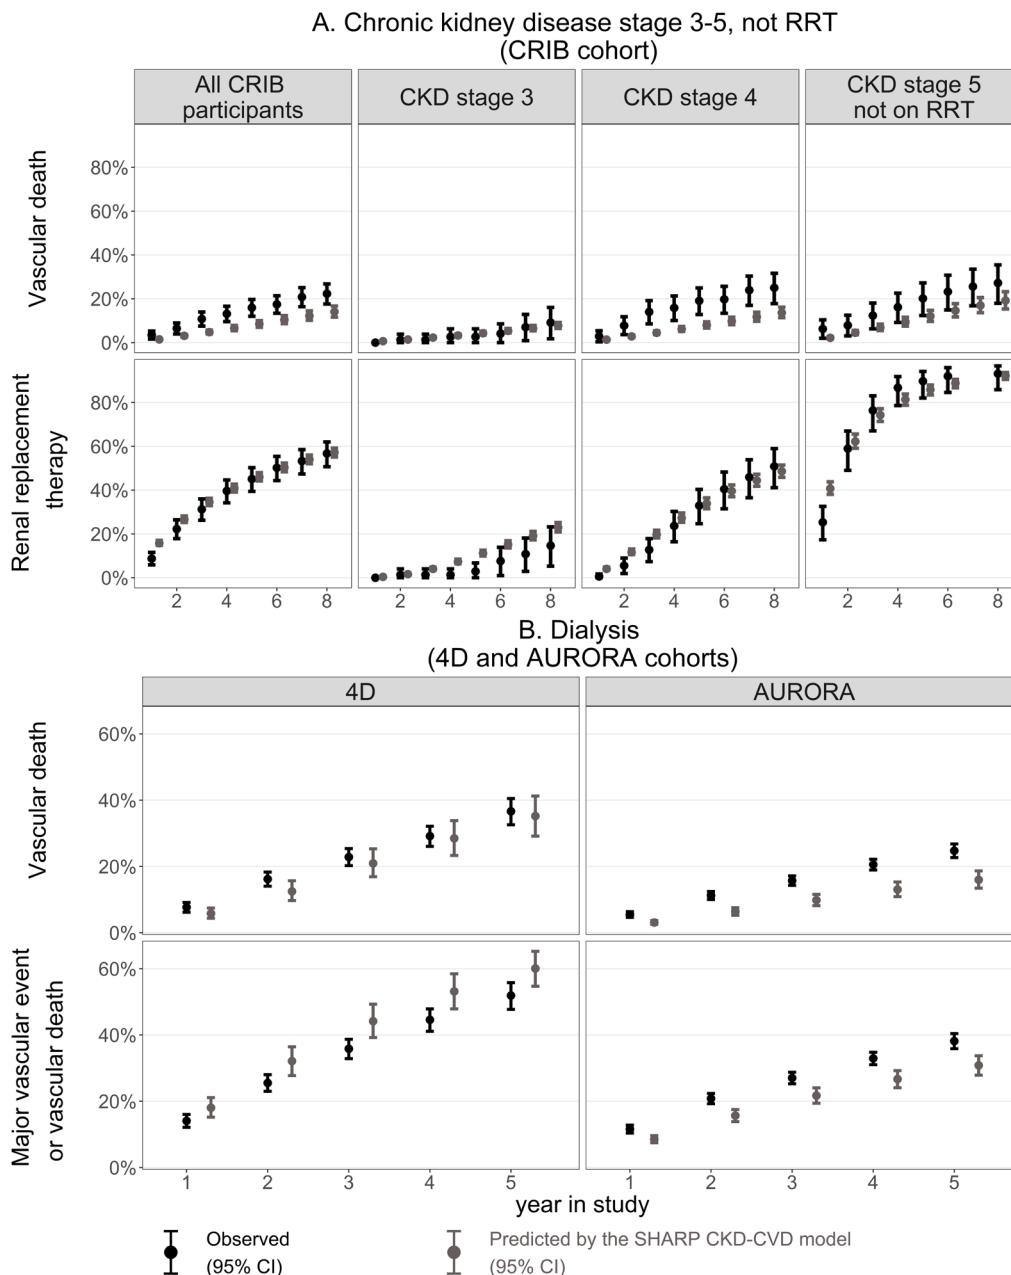 A. Chronic kidney disease stage 3-5, not RRT
(CRIB cohort)
All CRIB
participants
CKD stage 3
CKD stage 4
CKD stage 5
not on RRT
Vascular death
80%
60%
40%
20%
0%
Renal replacement
therapy
80%
60%
40%
20%
0%
2 4 6 8 2 4 6 8 2 4 6 8 2 4 6 8
B. Dialysis
(4D and AURORA cohorts)
4D
AURORA
Vascular death
60%
40%
20%
0%
Major vascular event
or vascular death
60%
40%
20%
0%
1 2 3 4 5 1 2 3 4 5
year in study
Observed
(95% CI)
Predicted by the SHARP CKD-CVD model
(95% CI)